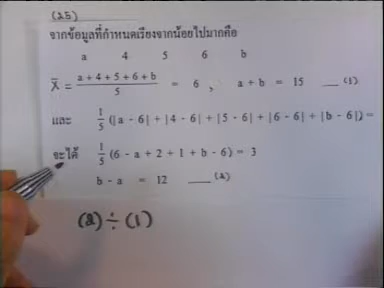 (25)
จากข้อมูลที่กำหนดเรียงจากน้อยไปมากคือ
a 4 5 6 b
X̄ = (a + 4 + 5 + 6 + b)/5 = 6 , a + b = 15 __ (1)
และ 1/5 (|a - 6| + |4 - 6| + |5 - 6| + |6 - 6| + |b - 6|) =
จะได้ 1/5 (6 - a + 2 + 1 + b - 6) = 3
b - a = 12 __ (2)
(2) ÷ (1)